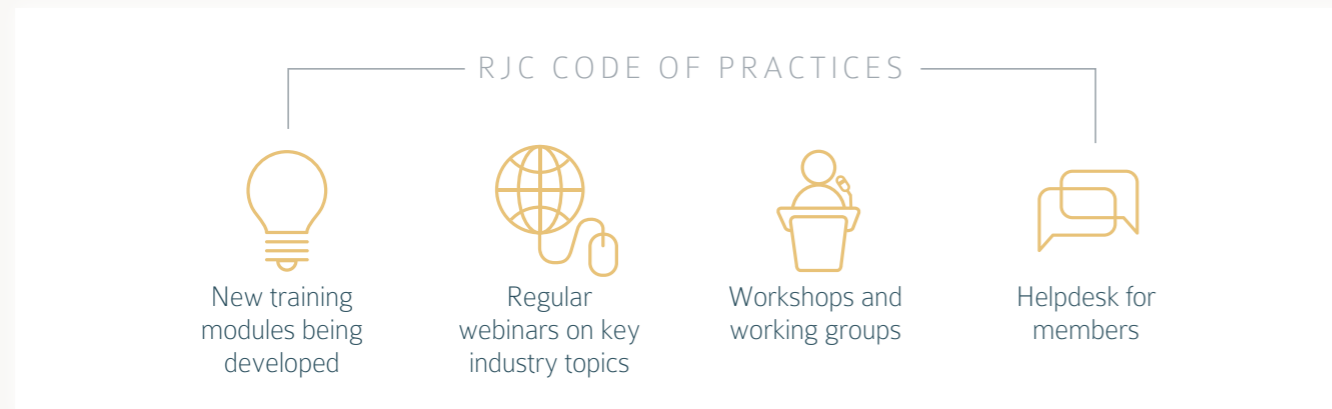 RJC CODE OF PRACTICES
New training
modules being
developed
Regular
webinars on key
industry topics
Workshops and
working groups
Helpdesk for
members